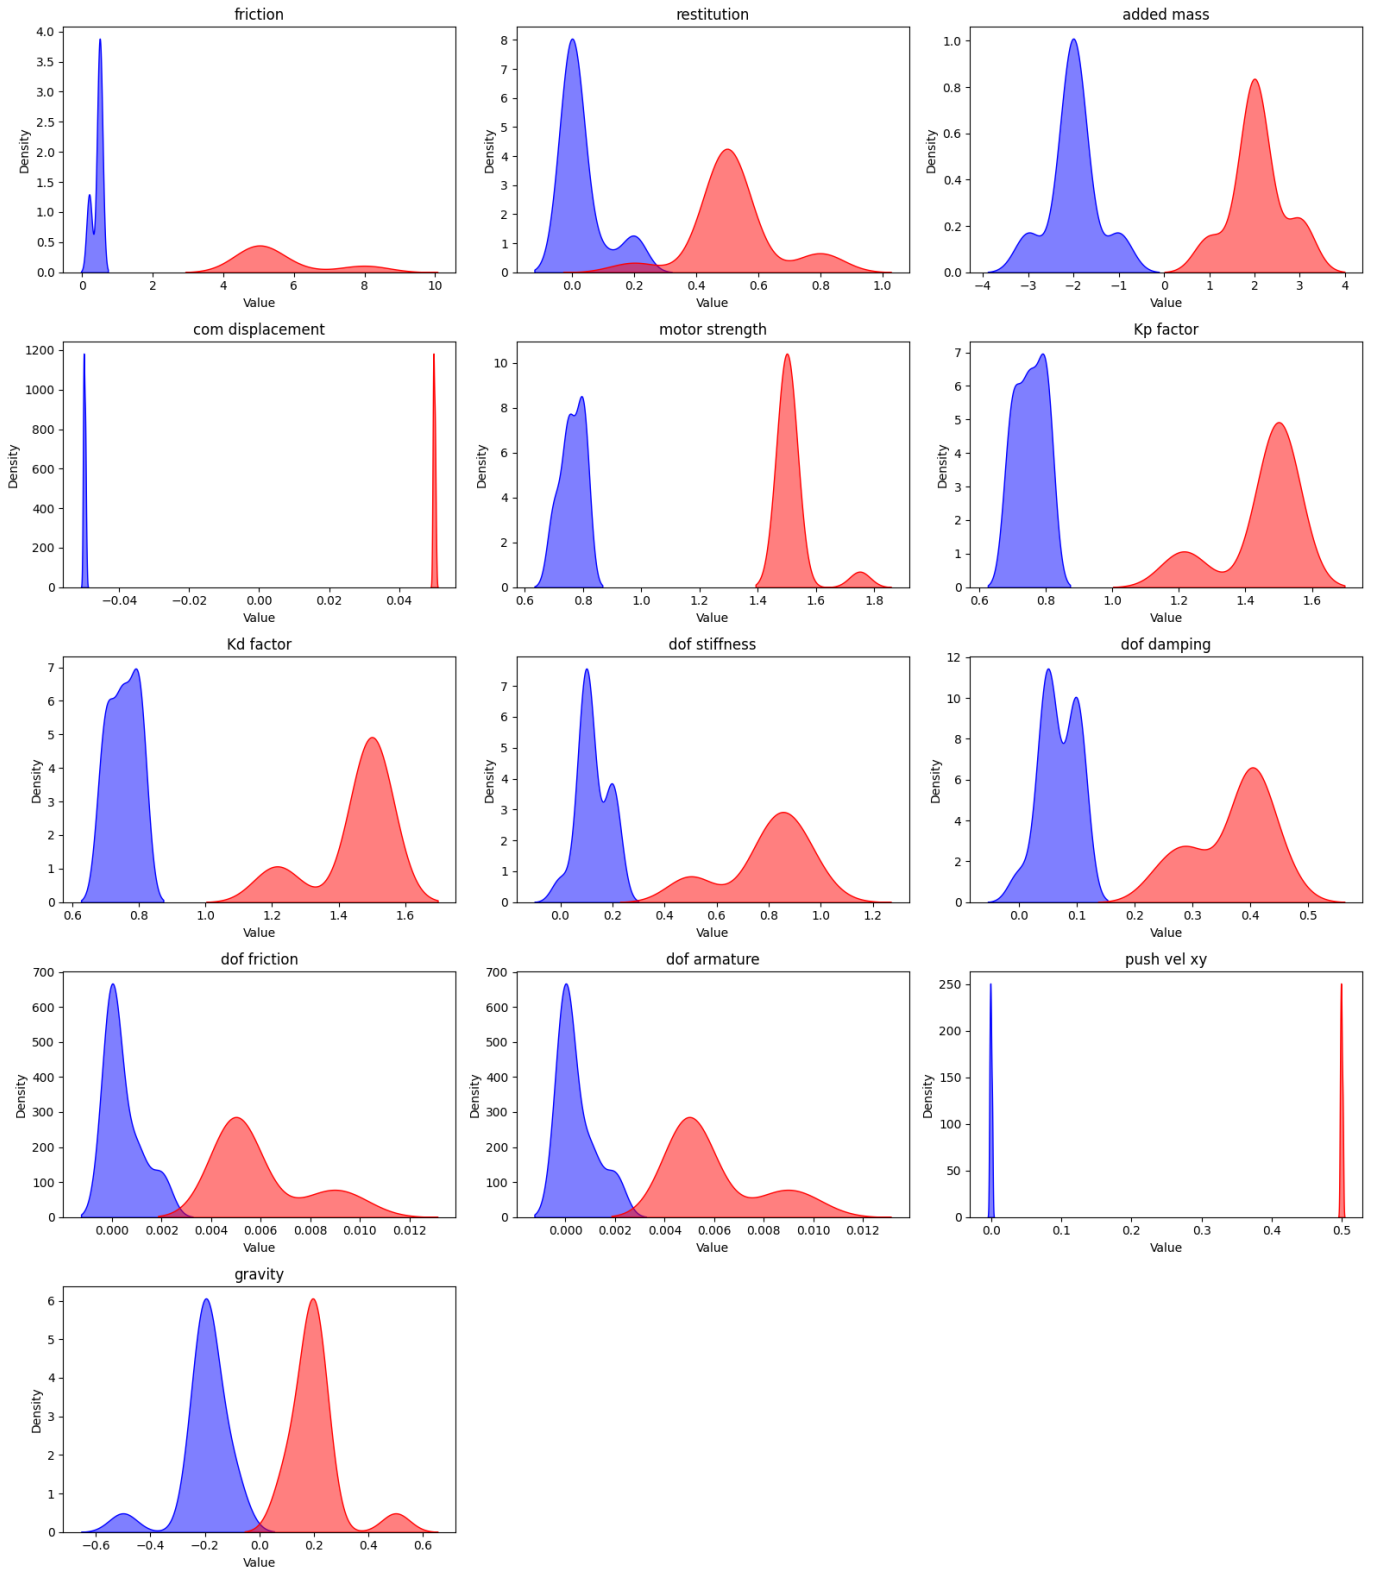 friction
restitution
added mass
4.0
3.5
3.0
2.5
2.0
1.5
1.0
0.5
0.0
Density
0 2 4 6 8 10
Value
8
7
6
5
4
3
2
1
0
Density
0.0 0.2 0.4 0.6 0.8 1.0
Value
1.0
0.8
0.6
0.4
0.2
0.0
Density
−4 −3 −2 −1 0 1 2 3 4
Value
com displacement
motor strength
Kp factor
1200
1000
800
600
400
200
0
Density
−0.04 −0.02 0.00 0.02 0.04
Value
10
8
6
4
2
0
Density
0.6 0.8 1.0 1.2 1.4 1.6 1.8
Value
7
6
5
4
3
2
1
0
Density
0.6 0.8 1.0 1.2 1.4 1.6
Value
Kd factor
dof stiffness
dof damping
7
6
5
4
3
2
1
0
Density
0.6 0.8 1.0 1.2 1.4 1.6
Value
7
6
5
4
3
2
1
0
Density
0.0 0.2 0.4 0.6 0.8 1.0 1.2
Value
12
10
8
6
4
2
0
Density
0.0 0.1 0.2 0.3 0.4 0.5
Value
dof friction
dof armature
push vel xy
700
600
500
400
300
200
100
0
Density
0.000 0.002 0.004 0.006 0.008 0.010 0.012
Value
700
600
500
400
300
200
100
0
Density
0.000 0.002 0.004 0.006 0.008 0.010 0.012
Value
250
200
150
100
50
0
Density
0.0 0.1 0.2 0.3 0.4 0.5
Value
gravity
6
5
4
3
2
1
0
Density
−0.6 −0.4 −0.2 0.0 0.2 0.4 0.6
Value